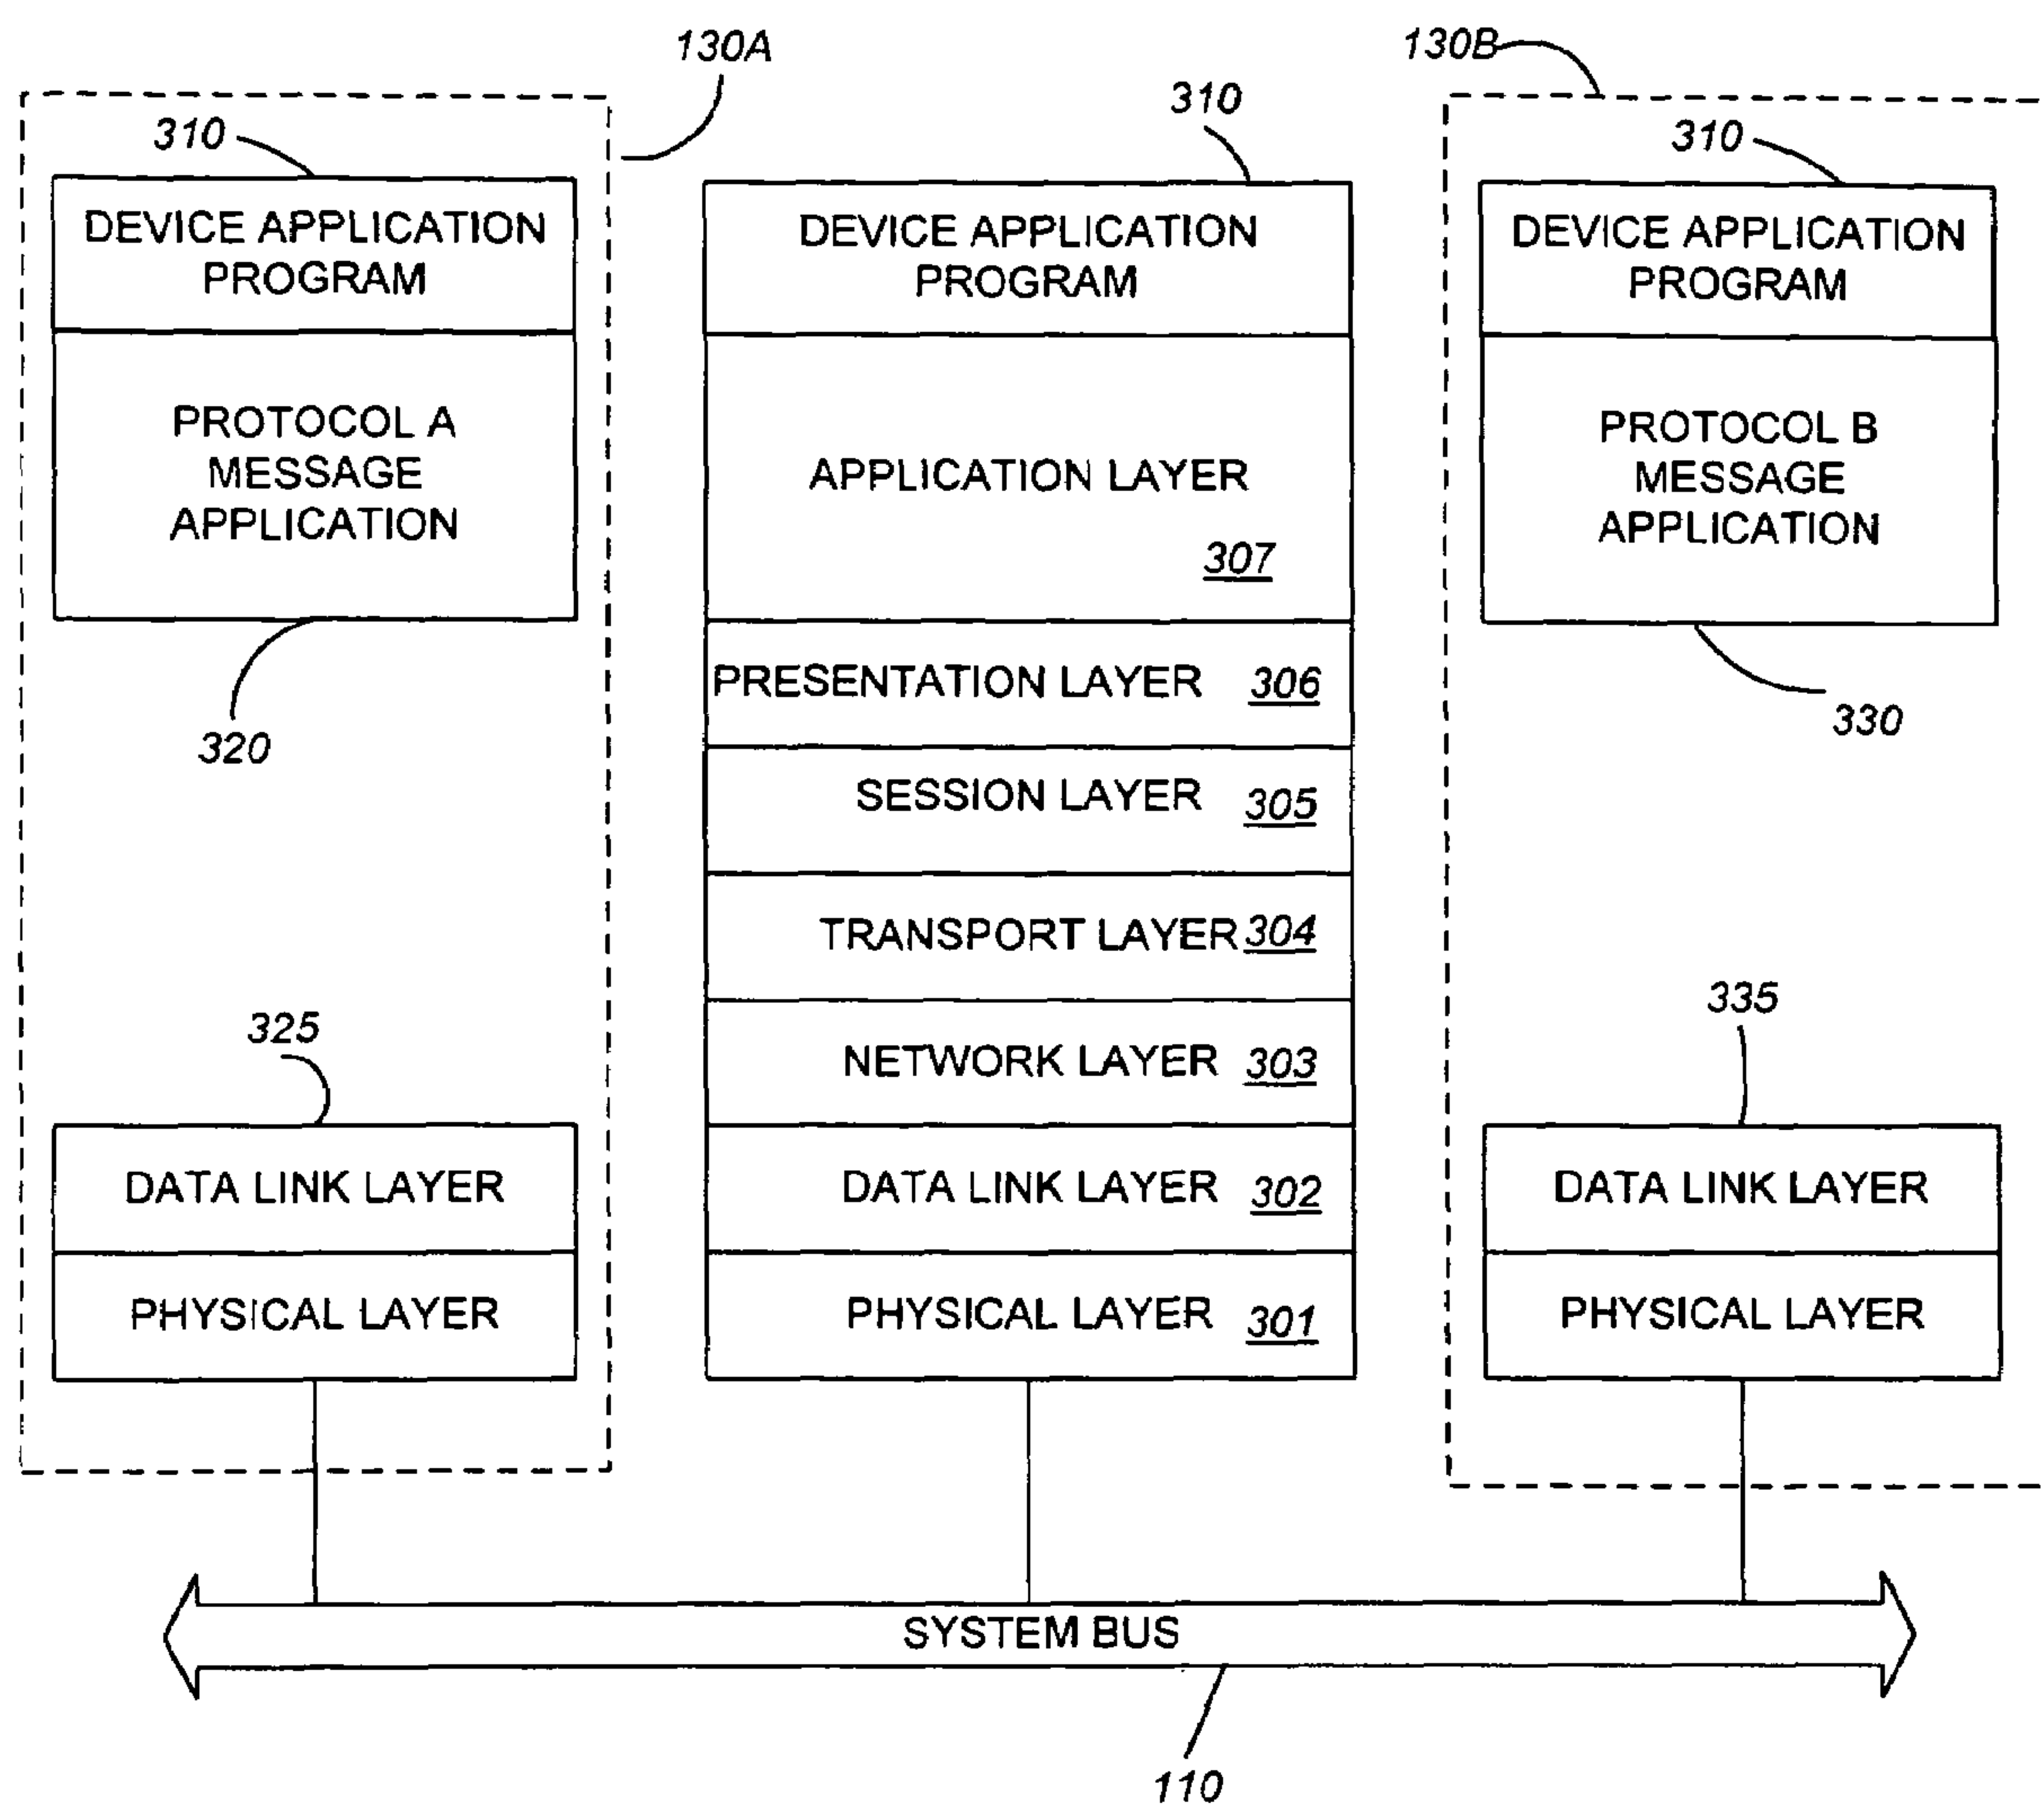 130A
130B
310
DEVICE APPLICATION
PROGRAM
PROTOCOL A
MESSAGE
APPLICATION
320
325
DATA LINK LAYER
PHYSICAL LAYER
310
DEVICE APPLICATION
PROGRAM
APPLICATION LAYER
307
PRESENTATION LAYER 306
SESSION LAYER 305
TRANSPORT LAYER 304
NETWORK LAYER 303
DATA LINK LAYER 302
PHYSICAL LAYER 301
310
DEVICE APPLICATION
PROGRAM
PROTOCOL B
MESSAGE
APPLICATION
330
335
DATA LINK LAYER
PHYSICAL LAYER
SYSTEM BUS
110